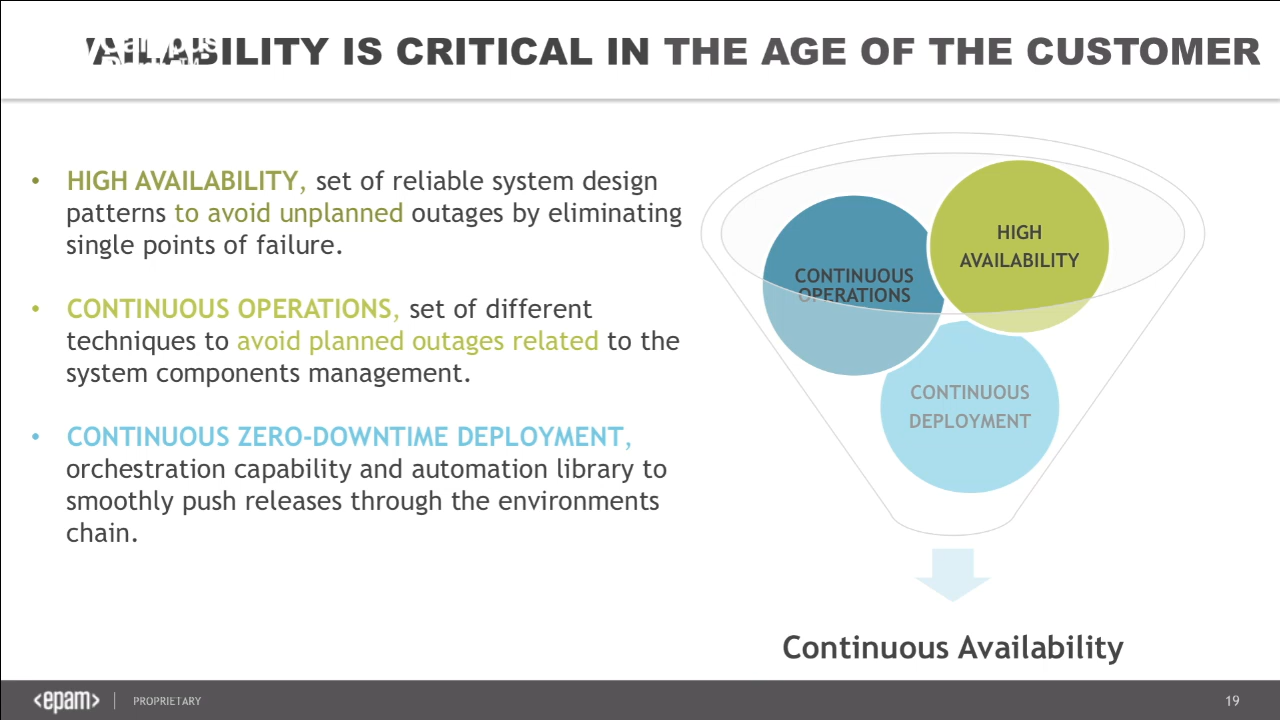 AVAILABILITY IS CRITICAL IN THE AGE OF THE CUSTOMER
• HIGH AVAILABILITY, set of reliable system design
patterns to avoid unplanned outages by eliminating
single points of failure.
• CONTINUOUS OPERATIONS, set of different
techniques to avoid planned outages related to the
system components management.
• CONTINUOUS ZERO-DOWNTIME DEPLOYMENT,
orchestration capability and automation library to
smoothly push releases through the environments
chain.
HIGH
AVAILABILITY
CONTINUOUS
OPERATIONS
CONTINUOUS
DEPLOYMENT
Continuous Availability
<epam> | PROPRIETARY
19